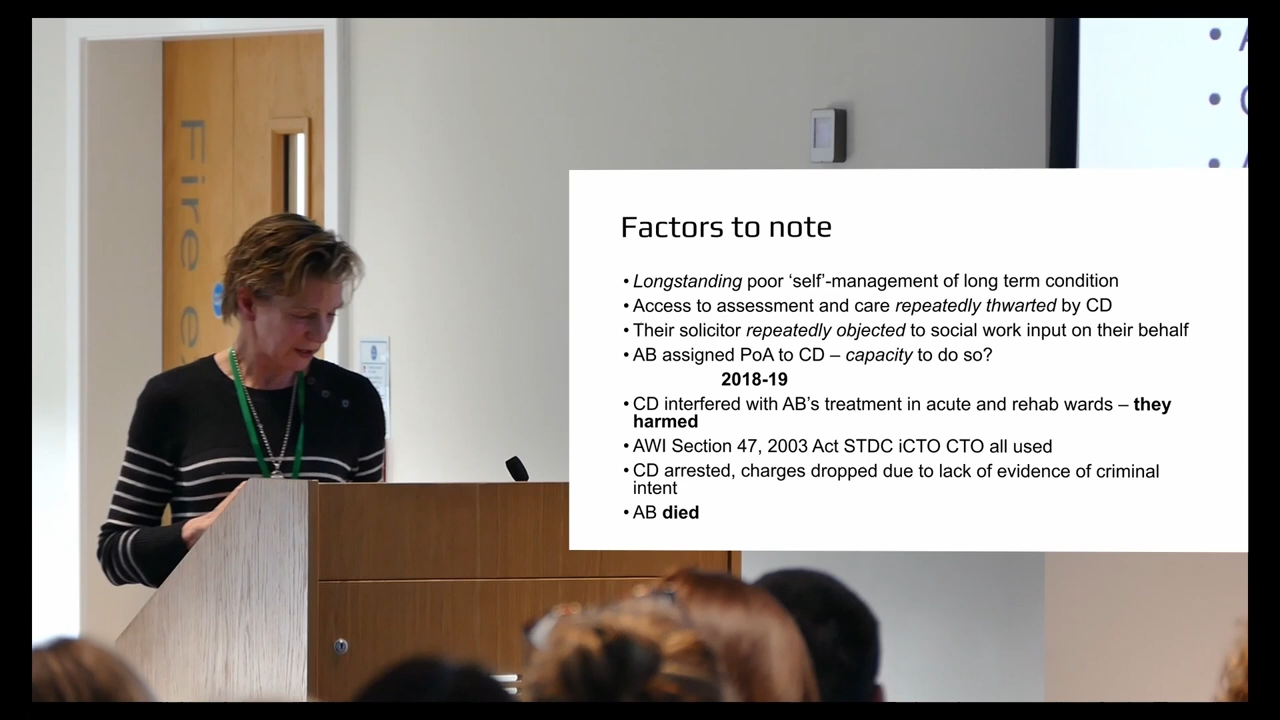 Fire e
Factors to note
• Longstanding poor ‘self’-management of long term condition
• Access to assessment and care repeatedly thwarted by CD
• Their solicitor repeatedly objected to social work input on their behalf
• AB assigned PoA to CD – capacity to do so?
2018-19
• CD interfered with AB’s treatment in acute and rehab wards – they
harmed
• AWI Section 47, 2003 Act STDC iCTO CTO all used
• CD arrested, charges dropped due to lack of evidence of criminal
intent
• AB died